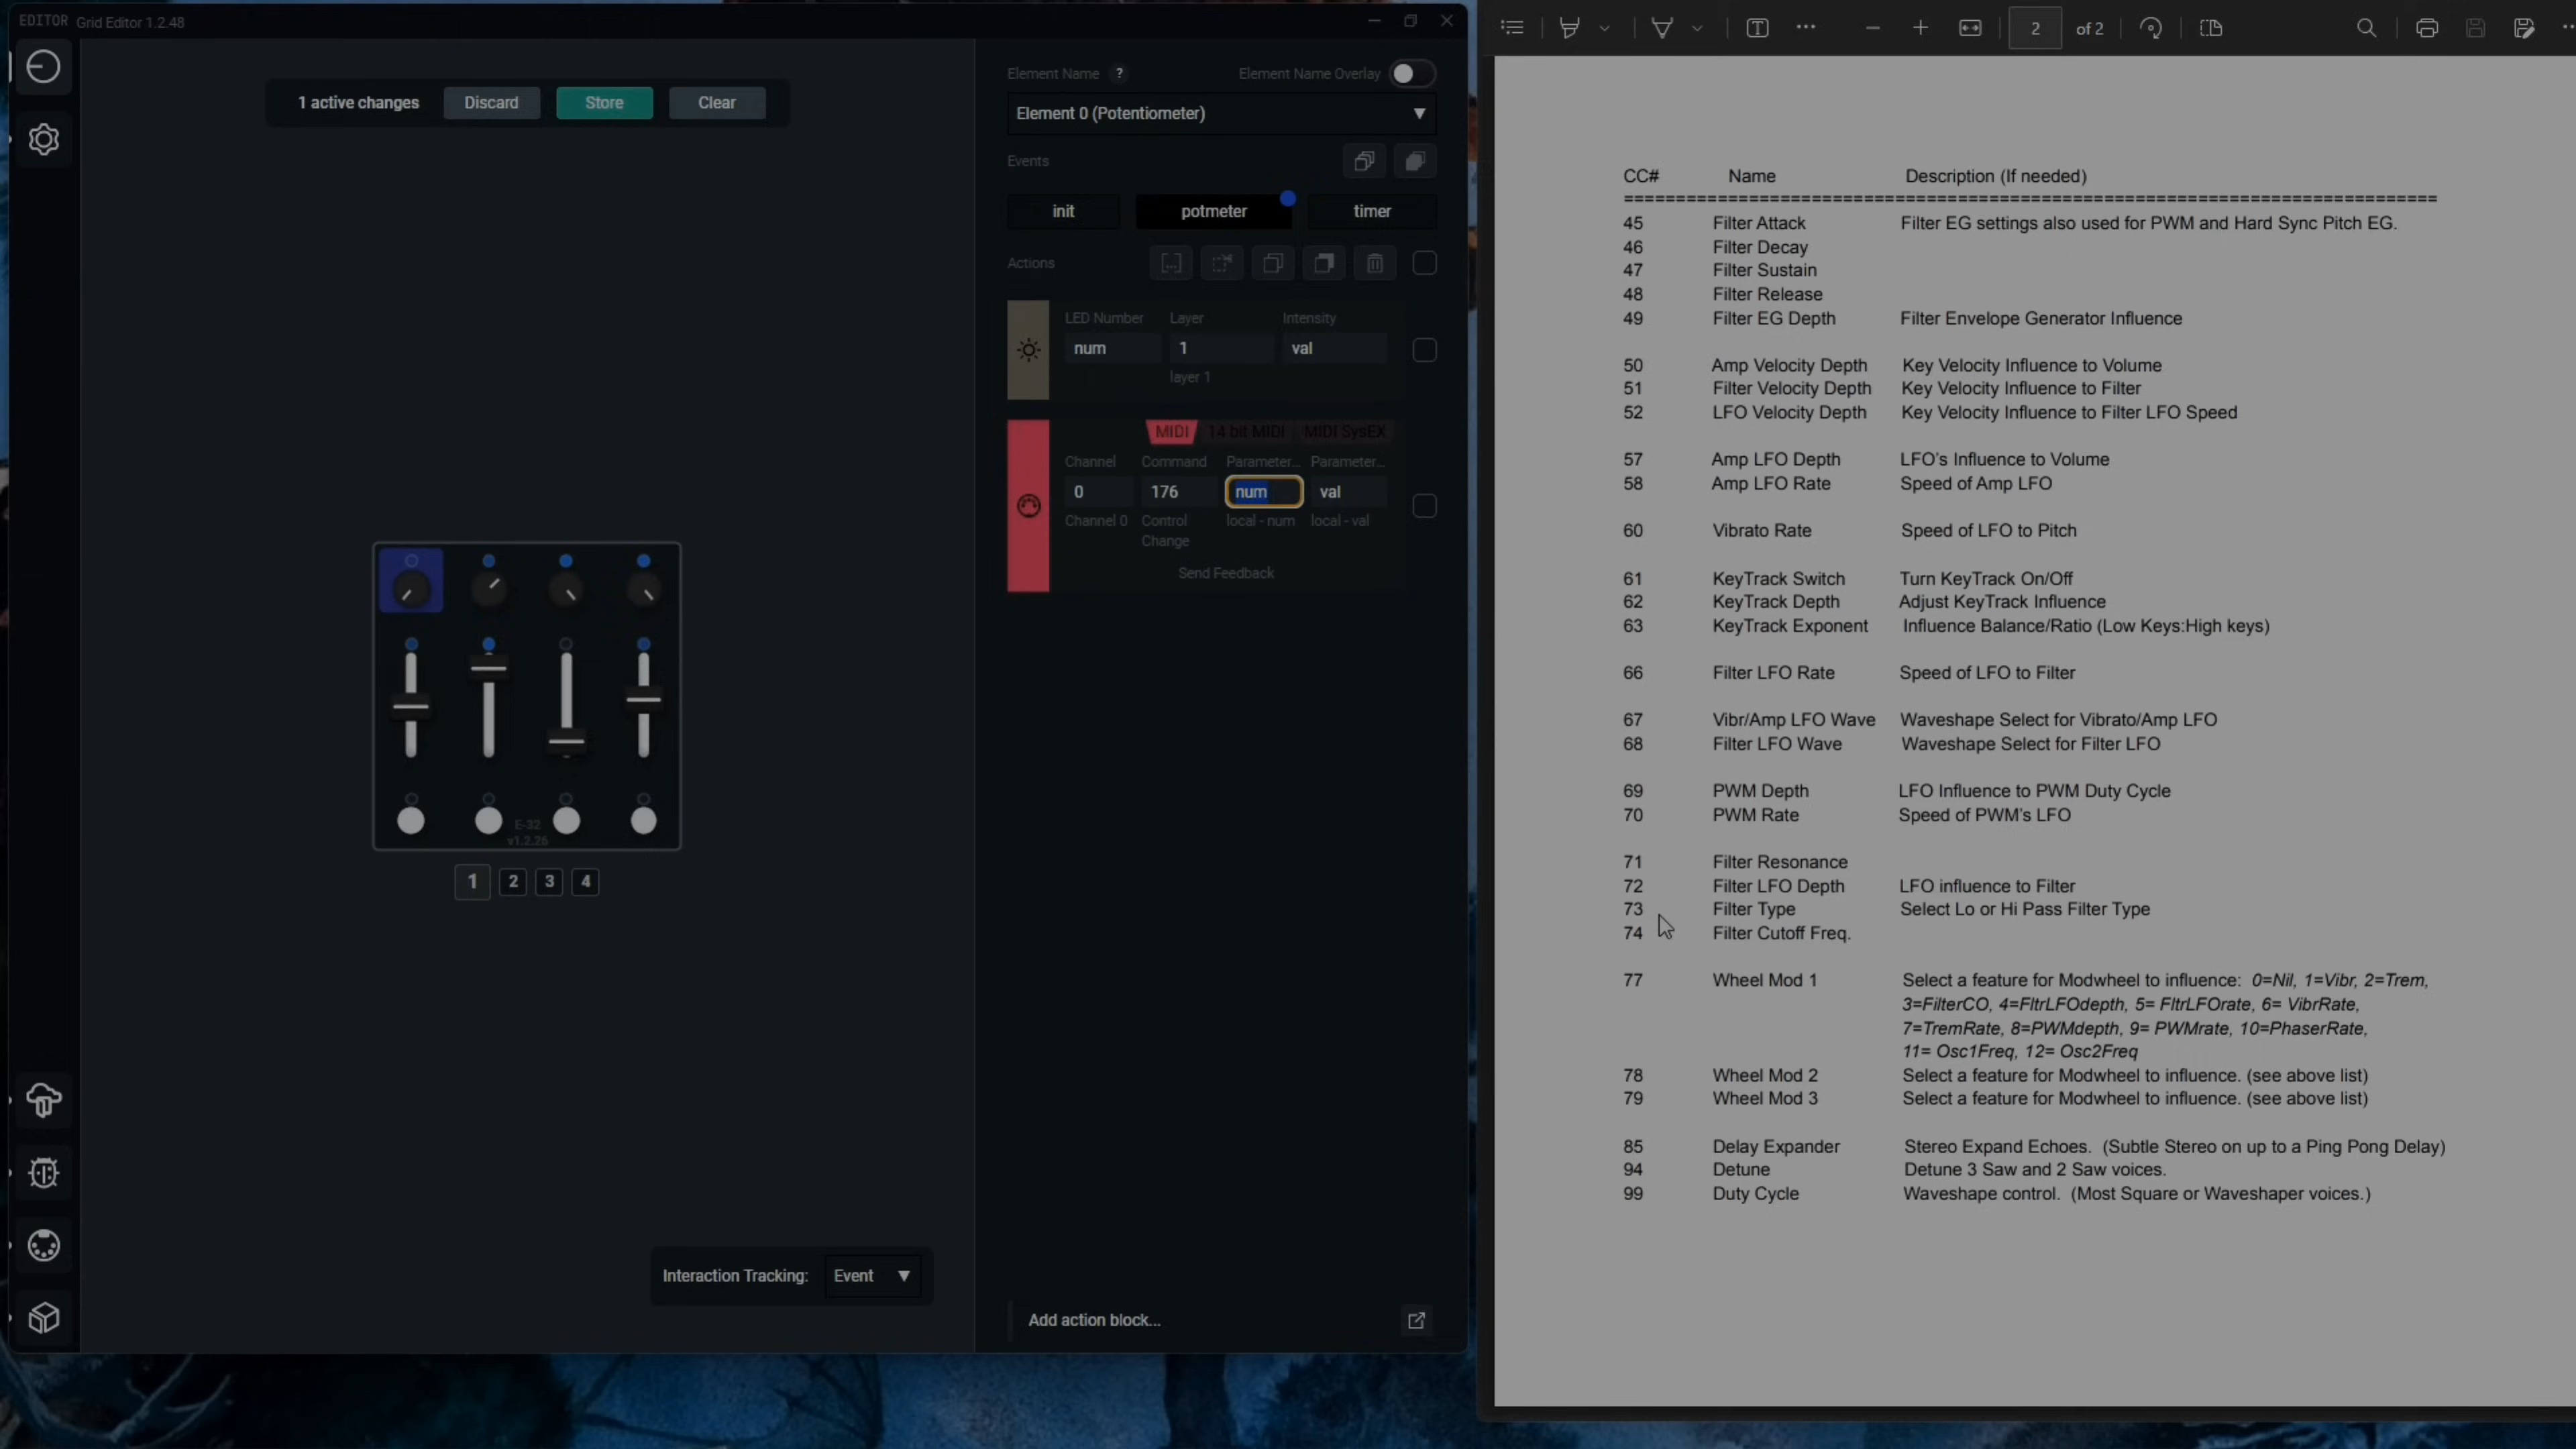 EDITOR Grid Editor 1.2.48
1 active changes Discard Store Clear
E-32
v1.2.26
1 2 3 4
Interaction Tracking: Event
Element Name ? Element Name Overlay
Element 0 (Potentiometer)
Events
init potmeter timer
Actions
LED Number Layer Intensity
num 1 val
layer 1
MIDI 14 bit MIDI MIDI SysEX
Channel Command Parameter... Parameter...
0 176 num val
Channel 0 Control local - num local - val
Change
Send Feedback
Add action block...
2 of 2
CC# Name Description (If needed)
==========================================================================
45 Filter Attack Filter EG settings also used for PWM and Hard Sync Pitch EG.
46 Filter Decay
47 Filter Sustain
48 Filter Release
49 Filter EG Depth Filter Envelope Generator Influence
50 Amp Velocity Depth Key Velocity Influence to Volume
51 Filter Velocity Depth Key Velocity Influence to Filter
52 LFO Velocity Depth Key Velocity Influence to Filter LFO Speed
57 Amp LFO Depth LFO's Influence to Volume
58 Amp LFO Rate Speed of Amp LFO
60 Vibrato Rate Speed of LFO to Pitch
61 KeyTrack Switch Turn KeyTrack On/Off
62 KeyTrack Depth Adjust KeyTrack Influence
63 KeyTrack Exponent Influence Balance/Ratio (Low Keys:High keys)
66 Filter LFO Rate Speed of LFO to Filter
67 Vibr/Amp LFO Wave Waveshape Select for Vibrato/Amp LFO
68 Filter LFO Wave Waveshape Select for Filter LFO
69 PWM Depth LFO Influence to PWM Duty Cycle
70 PWM Rate Speed of PWM's LFO
71 Filter Resonance
72 Filter LFO Depth LFO influence to Filter
73 Filter Type Select Lo or Hi Pass Filter Type
74 Filter Cutoff Freq.
77 Wheel Mod 1 Select a feature for Modwheel to influence: 0=Nil, 1=Vibr, 2=Trem,
3=FilterCO, 4=FltrLFOdepth, 5= FltrLFOrate, 6= VibrRate,
7=TremRate, 8=PWMdepth, 9= PWMrate, 10=PhaserRate,
11= Osc1Freq, 12= Osc2Freq
78 Wheel Mod 2 Select a feature for Modwheel to influence. (see above list)
79 Wheel Mod 3 Select a feature for Modwheel to influence. (see above list)
85 Delay Expander Stereo Expand Echoes. (Subtle Stereo on up to a Ping Pong Delay)
94 Detune Detune 3 Saw and 2 Saw voices.
99 Duty Cycle Waveshape control. (Most Square or Waveshaper voices.)